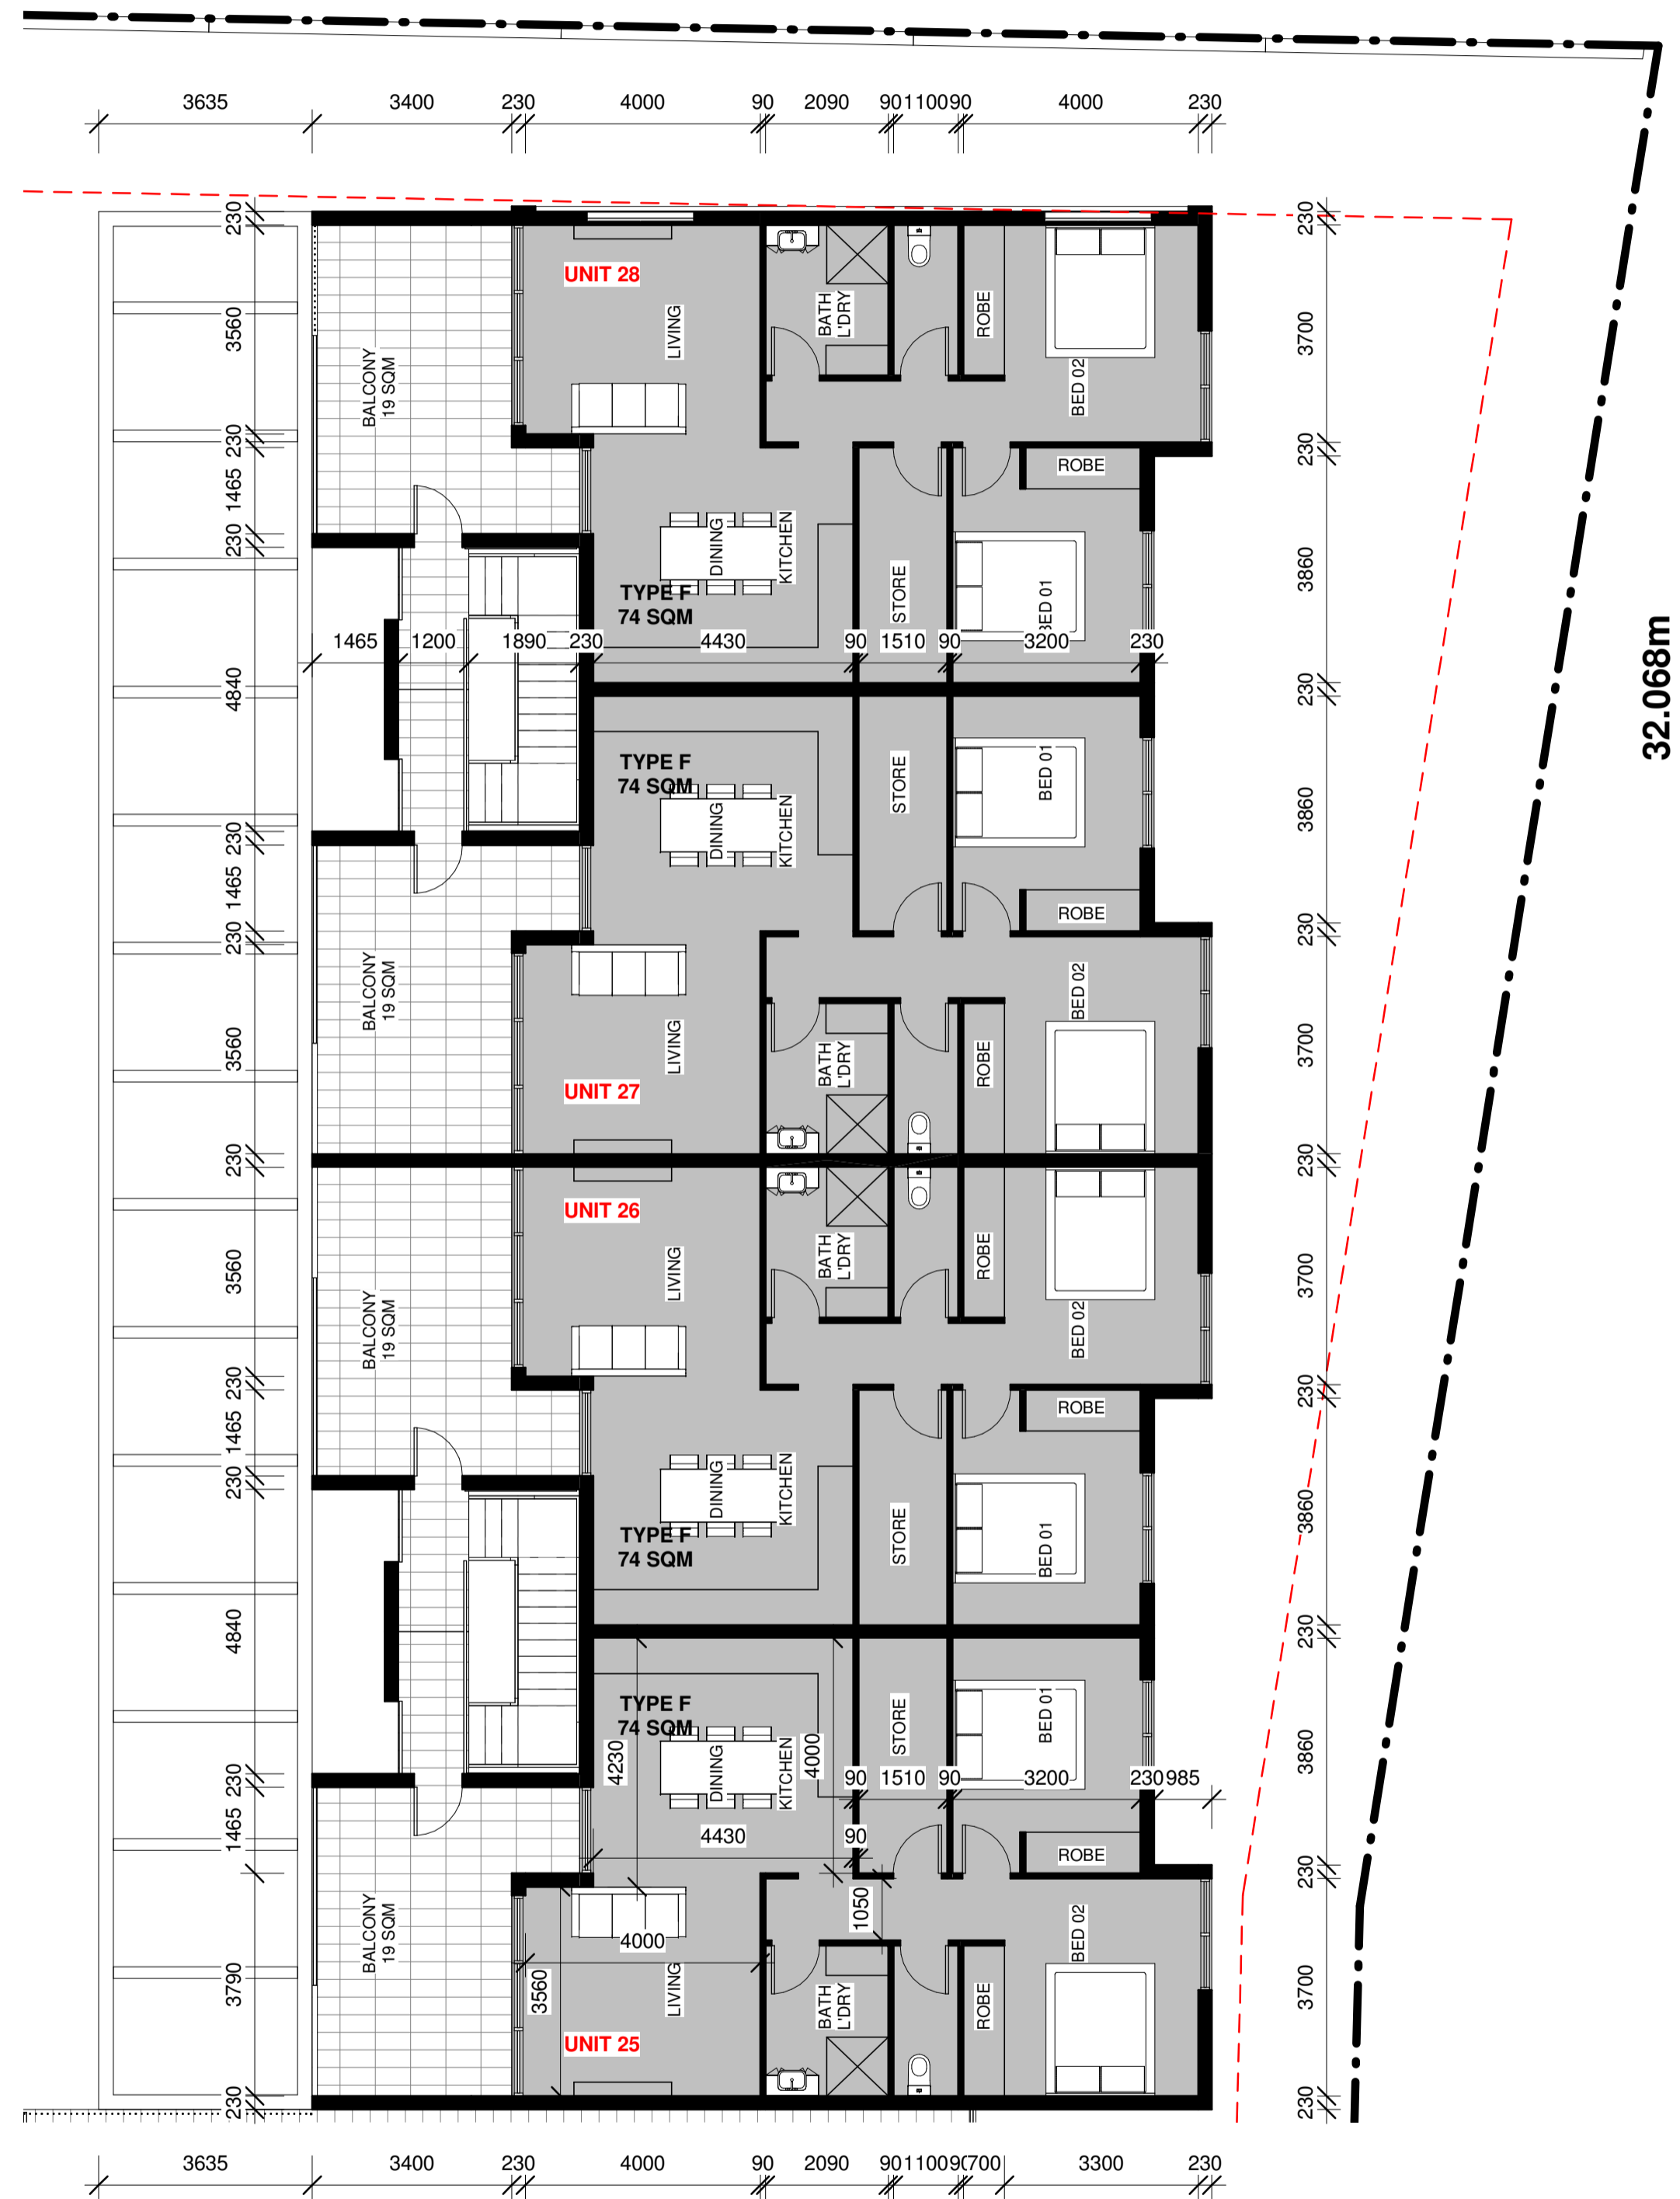 3635 3400 230 4000 90 2090 90 1100 90 4000 230
230
3560
230
1465
230
4840
230
1465
230
3560
230
3560
230
1465
230
4840
230
1465
3790
230
230
3700
230
3860
230
3860
230
3700
230
3700
230
3860
230
3860
230
3700
230
32.068m
UNIT 28
BALCONY
19 SQM
LIVING
BATH
L'DRY
ROBE
BED 02
ROBE
DINING
KITCHEN
STORE
BED 01
TYPE F
74 SQM
1465 1200 1890 230 4430 90 1510 90 3200 230
TYPE F
74 SQM
DINING
KITCHEN
STORE
BED 01
ROBE
BALCONY
19 SQM
LIVING
BATH
L'DRY
ROBE
BED 02
UNIT 27
UNIT 26
BALCONY
19 SQM
LIVING
BATH
L'DRY
ROBE
BED 02
ROBE
DINING
KITCHEN
STORE
BED 01
TYPE F
74 SQM
TYPE F
74 SQM
4230
DINING
KITCHEN
4000
STORE
BED 01
90 1510 90 3200 230 985
4430 90
ROBE
1050
BALCONY
19 SQM
4000
3560
LIVING
BATH
L'DRY
ROBE
BED 02
UNIT 25
3635 3400 230 4000 90 2090 90 1100 90 700 3300 230